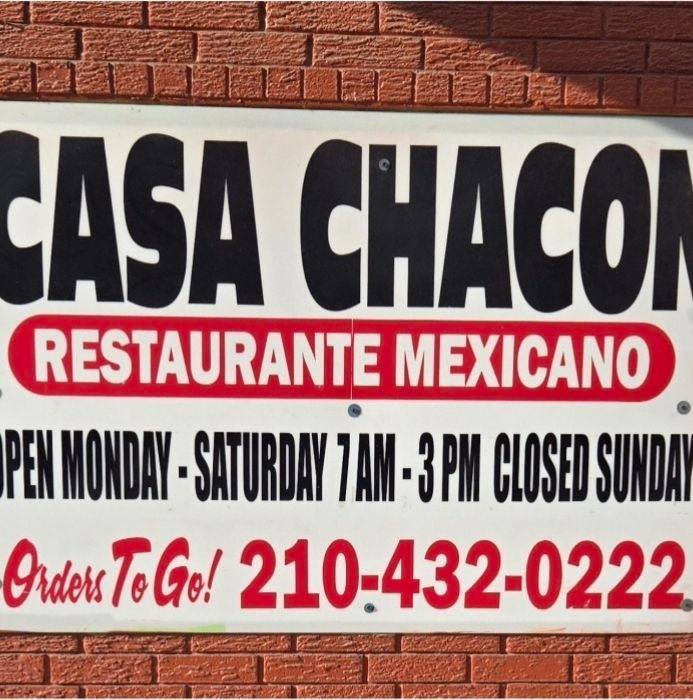 CASA CHACON
RESTAURANTE MEXICANO
OPEN MONDAY - SATURDAY 7 AM - 3 PM CLOSED SUNDAY
Orders To Go! 210-432-0222